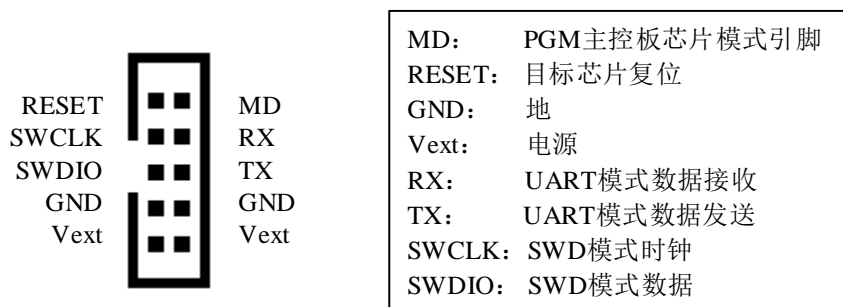 RESET MD
SWCLK RX
SWDIO TX
GND GND
Vext Vext
MD： PGM主控板芯片模式引脚
RESET： 目标芯片复位
GND： 地
Vext： 电源
RX： UART模式数据接收
TX： UART模式数据发送
SWCLK： SWD模式时钟
SWDIO： SWD模式数据